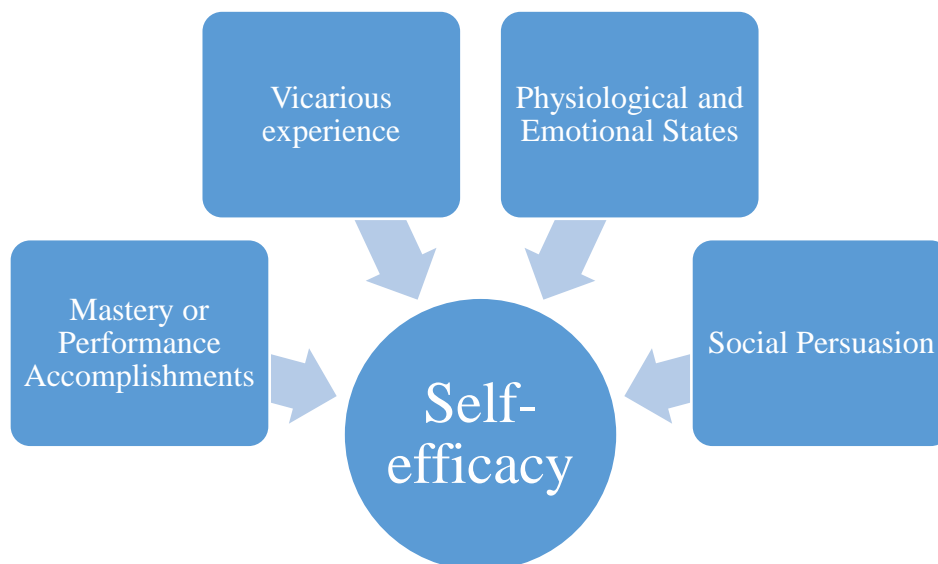 Vicarious
experience
Physiological and
Emotional States
Mastery or
Performance
Accomplishments
Social Persuasion
Self-
efficacy